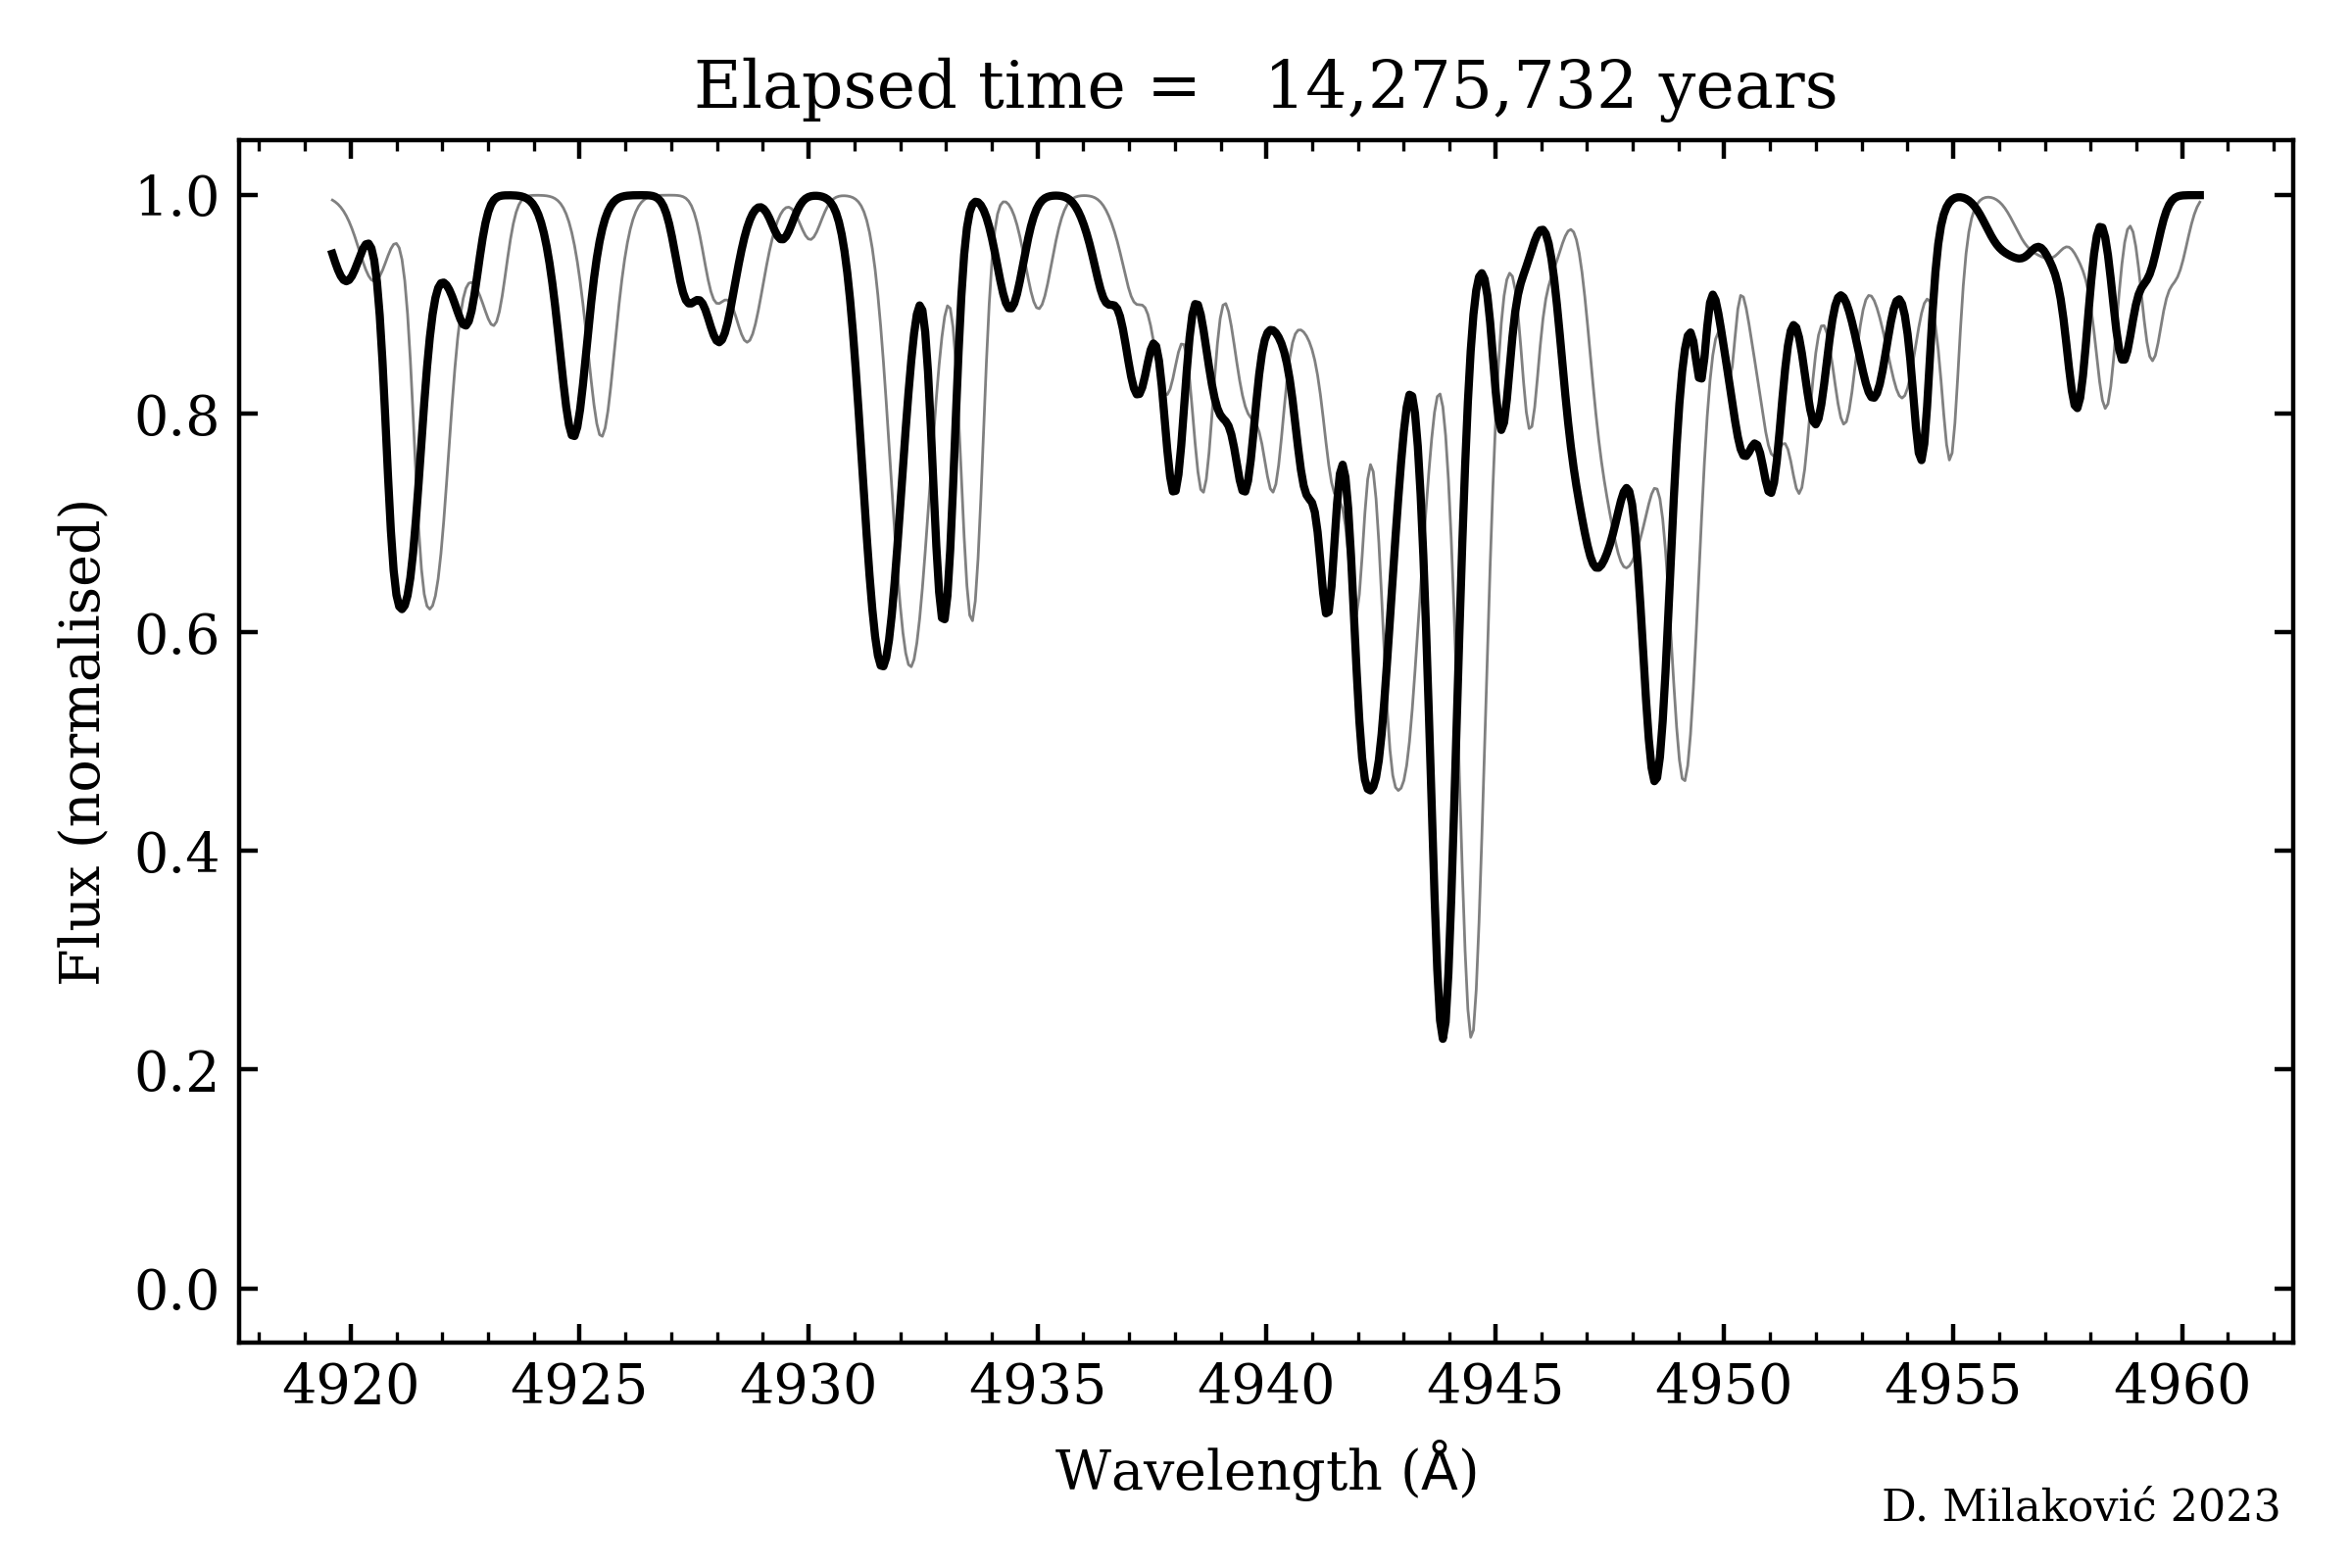 Elapsed time = 14,275,732 years
1.0
0.8
0.6
0.4
0.2
0.0
Flux (normalised)
4920 4925 4930 4935 4940 4945 4950 4955 4960
Wavelength (Å)
D. Milaković 2023